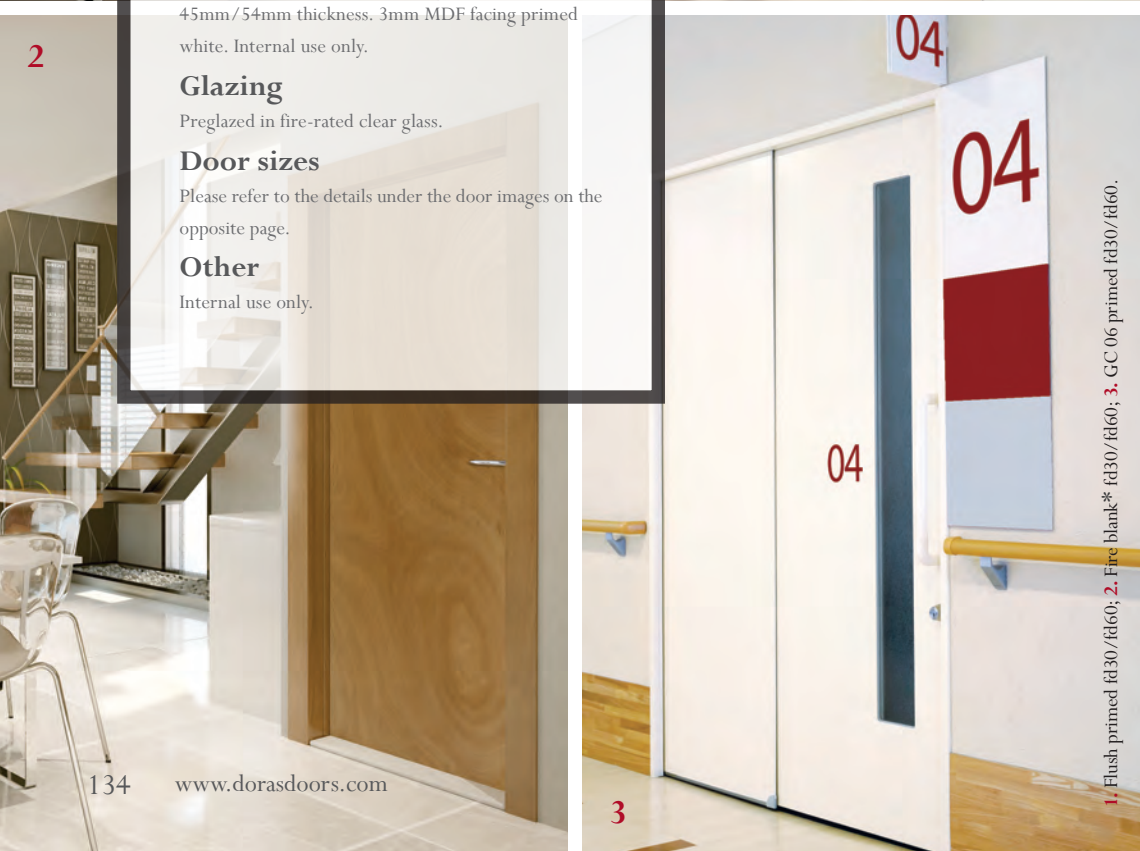 45mm/54mm thickness. 3mm MDF facing primed
white. Internal use only.
Glazing
Preglazed in fire-rated clear glass.
Door sizes
Please refer to the details under the door images on the
opposite page.
Other
Internal use only.
2
04
04
04
3
1. Flush primed fd30/fd60; 2. Fire blank* fd30/fd60; 3. GC 06 primed fd30/fd60.
134 www.dorasdoors.com